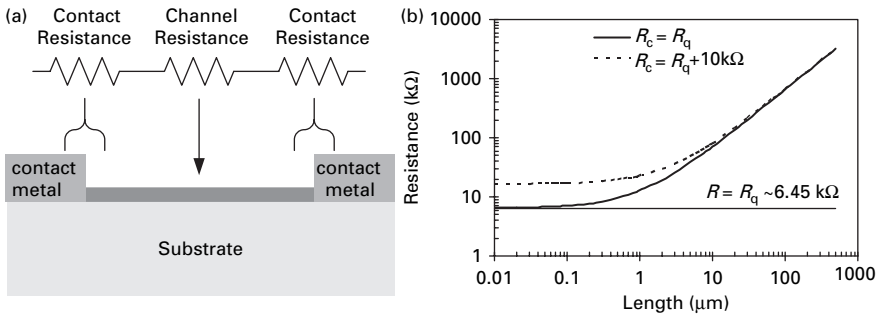 (a)
Contact Resistance
Channel Resistance
Contact Resistance
contact metal
contact metal
Substrate
(b)
Resistance (kΩ)
10000
1000
100
10
1
R_c = R_q
R_c = R_q+10kΩ
R = R_q ~6.45 kΩ
0.01
0.1
1
10
100
1000
Length (μm)